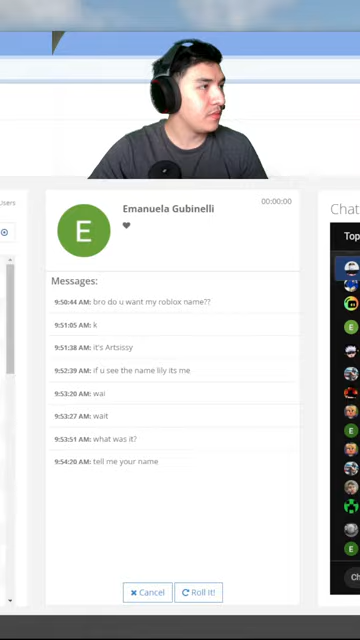 Users
00:00:00
Emanuela Gubinelli
Chat
Top
Messages:
9:50:44 AM: bro do u want my roblox name??
9:51:05 AM: k
9:51:38 AM: it's Artsissy
9:52:39 AM: if u see the name lily its me
9:53:20 AM: wai
9:53:27 AM: wait
9:53:51 AM: what was it?
9:54:20 AM: tell me your name
E
E
E
E
Cancel
Roll it!
Ch